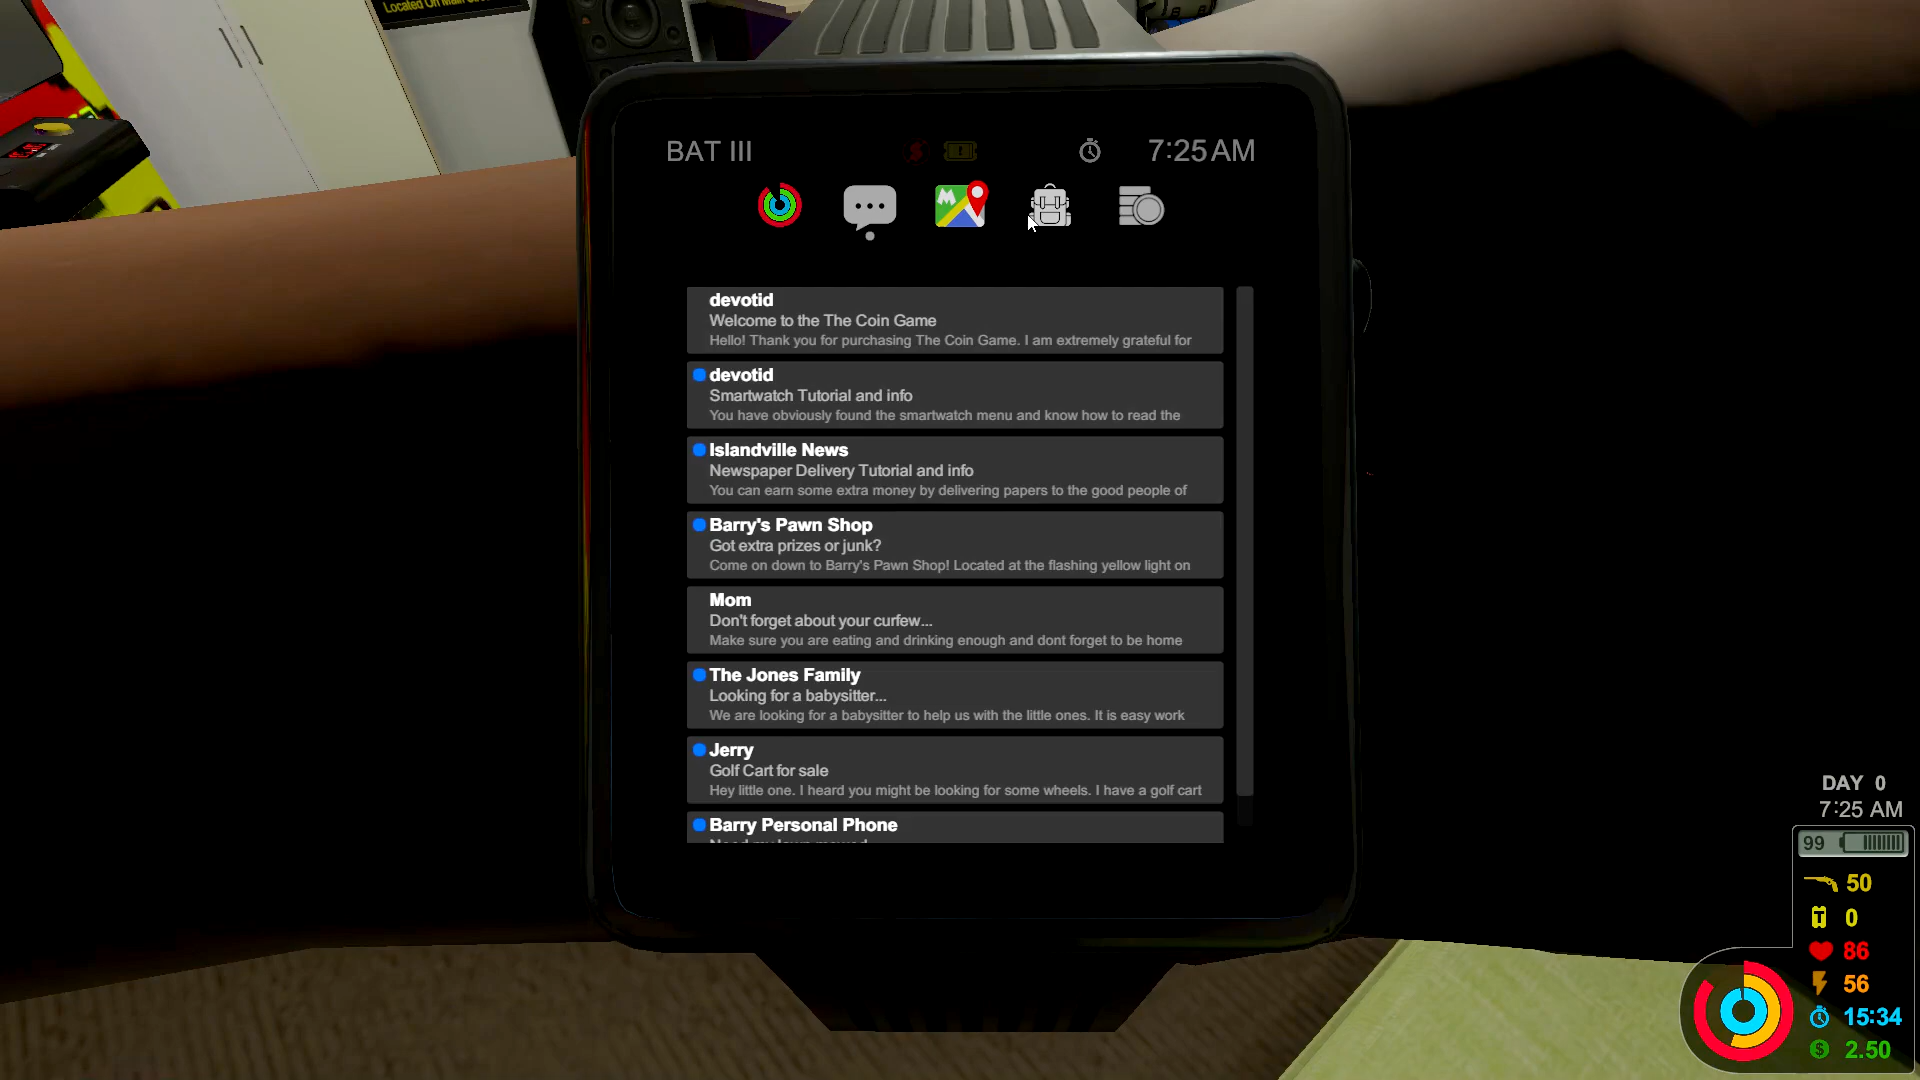 Located On Main
BAT III
7:25AM
devotid
Welcome to the The Coin Game
Hello! Thank you for purchasing The Coin Game. I am extremely grateful for
devotid
Smartwatch Tutorial and info
You have obviously found the smartwatch menu and know how to read the
Islandville News
Newspaper Delivery Tutorial and info
You can earn some extra money by delivering papers to the good people of
Barry's Pawn Shop
Got extra prizes or junk?
Come on down to Barry's Pawn Shop! Located at the flashing yellow light on
Mom
Don't forget about your curfew...
Make sure you are eating and drinking enough and dont forget to be home
The Jones Family
Looking for a babysitter...
We are looking for a babysitter to help us with the little ones. It is easy work
Jerry
Golf Cart for sale
Hey little one. I heard you might be looking for some wheels. I have a golf cart
Barry Personal Phone
DAY 0
7:25 AM
99
50
T 0
86
56
15:34
$ 2.50